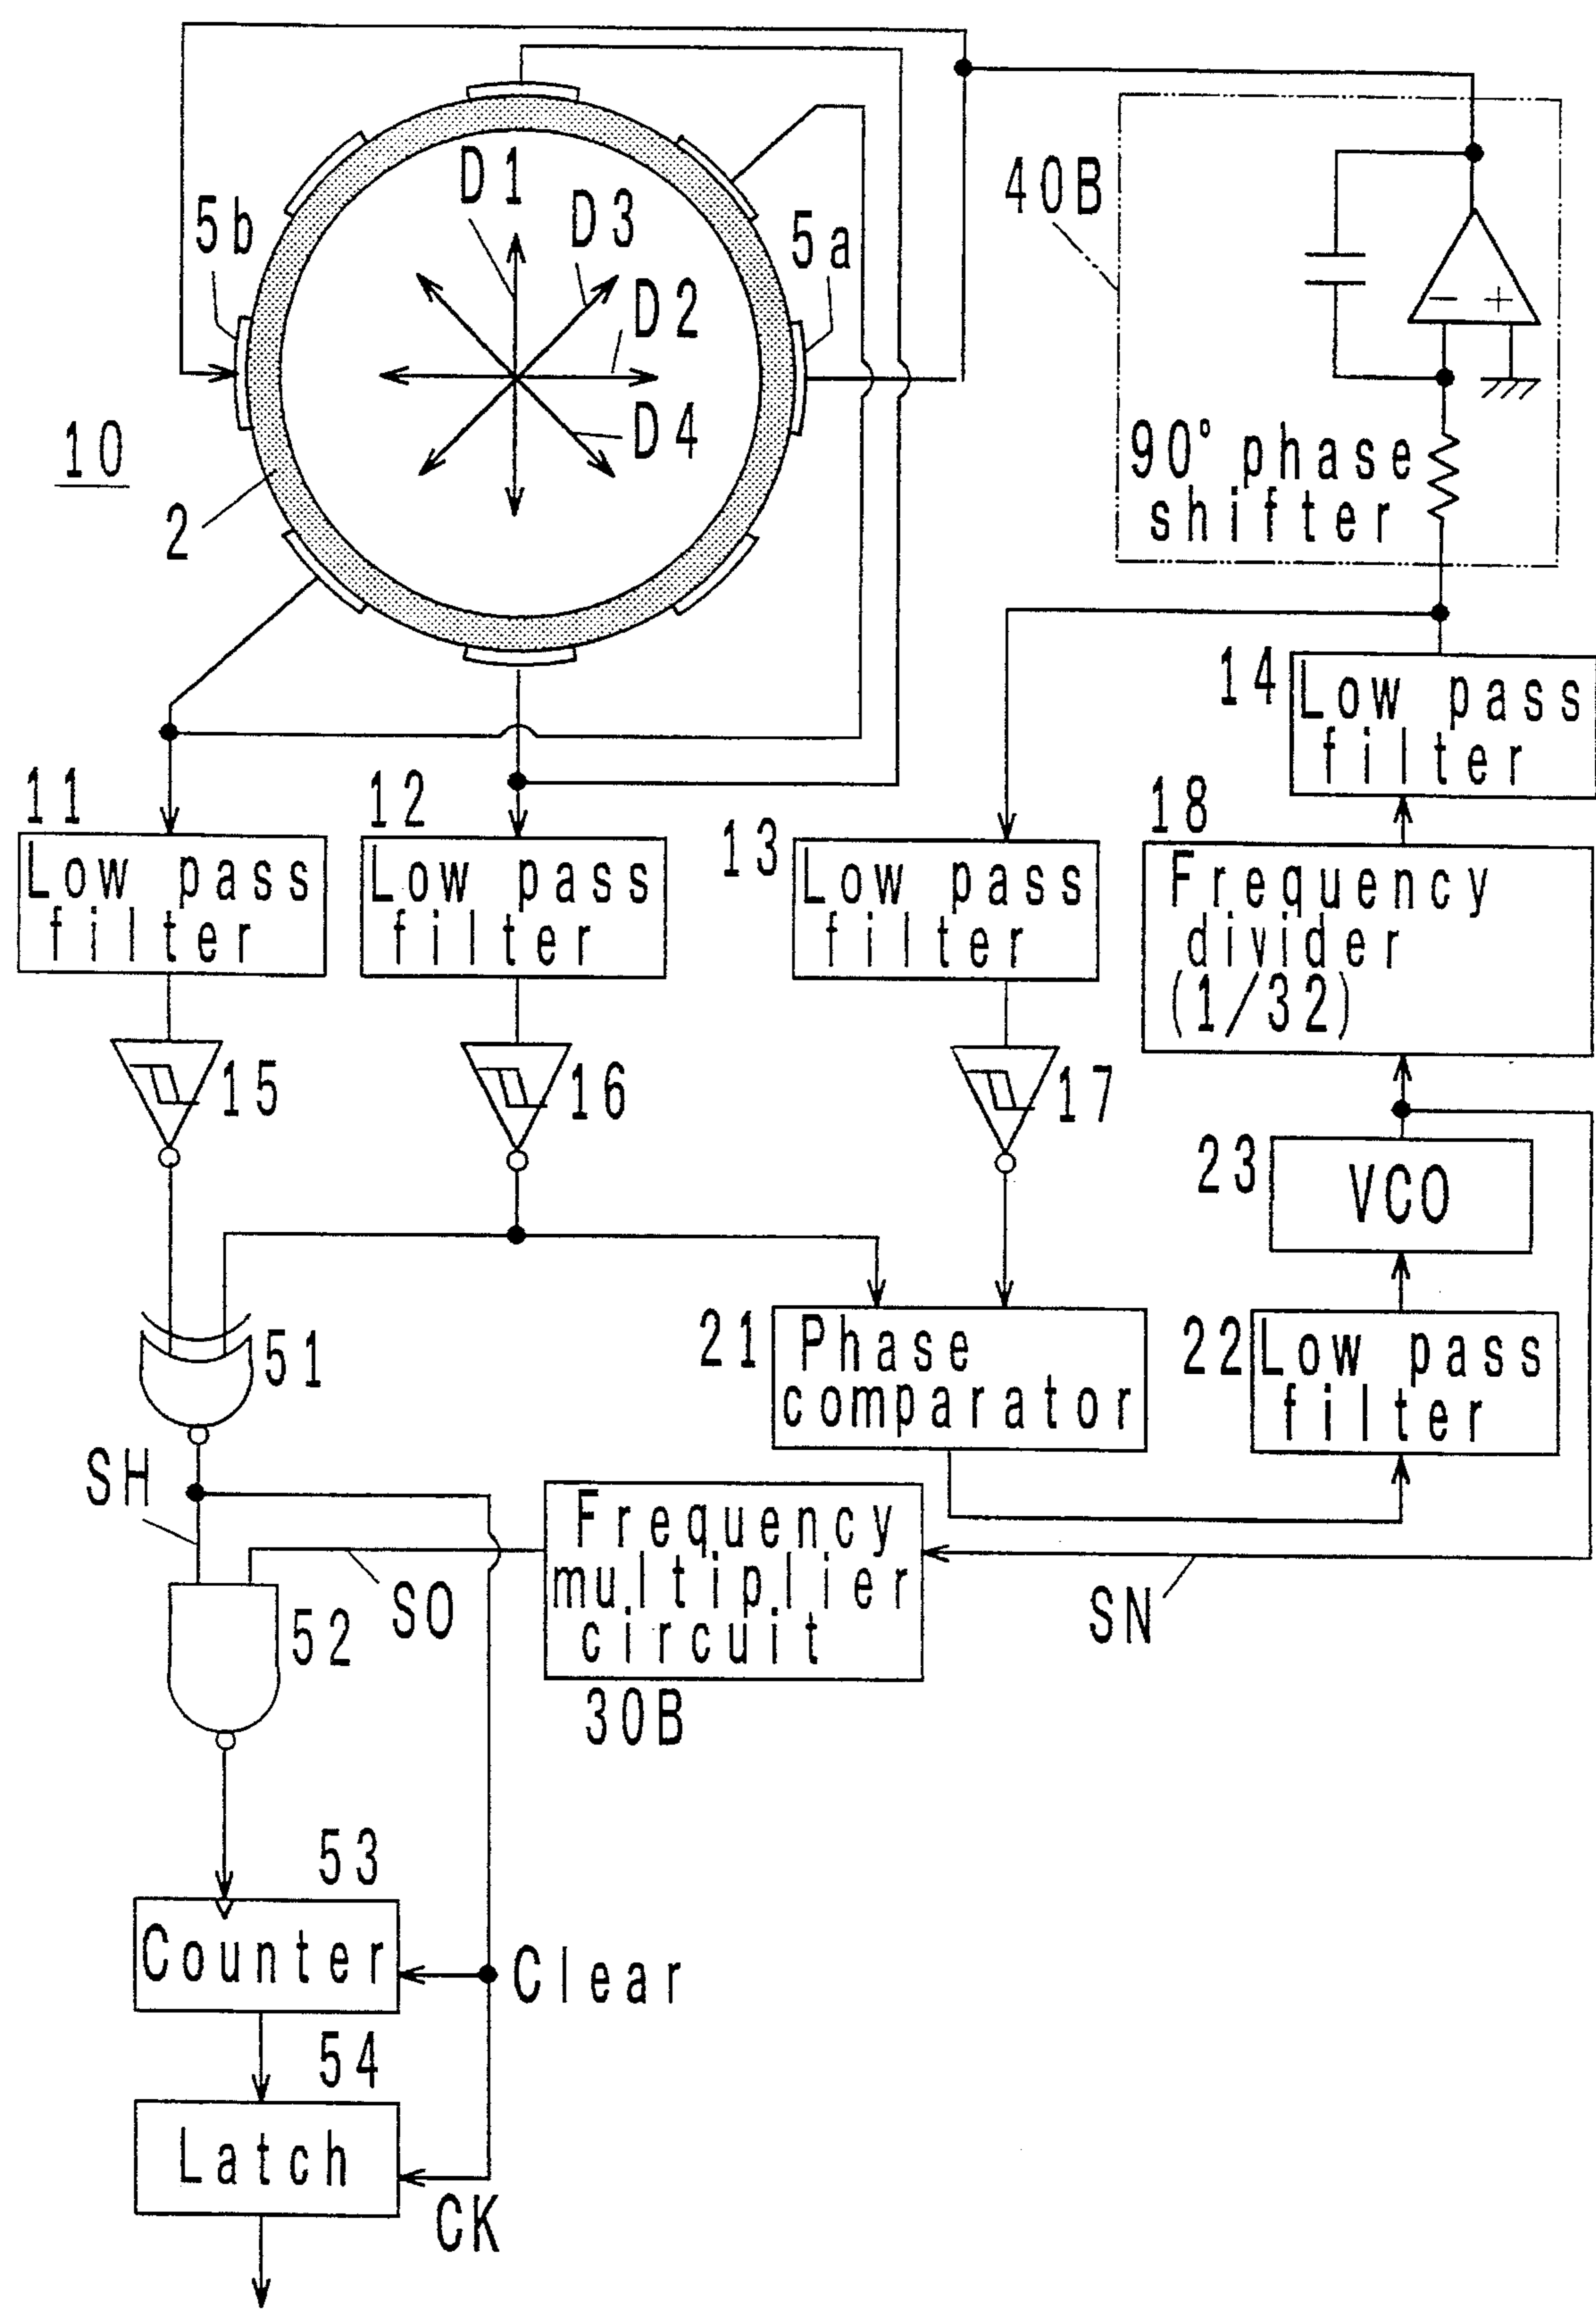 D1
D3
40B
5b
5a
D2
D4
10
90° phase
shifter
2
14
Low pass
filter
11
12
18
13
Low pass
filter
Low pass
filter
Low pass
filter
Frequency
divider
(1/32)
15
16
17
23
VCO
51
21
Phase
comparator
22
Low pass
filter
SH
Frequency
multiplier
circuit
SO
SN
52
30B
53
Counter
Clear
54
Latch
CK
− +